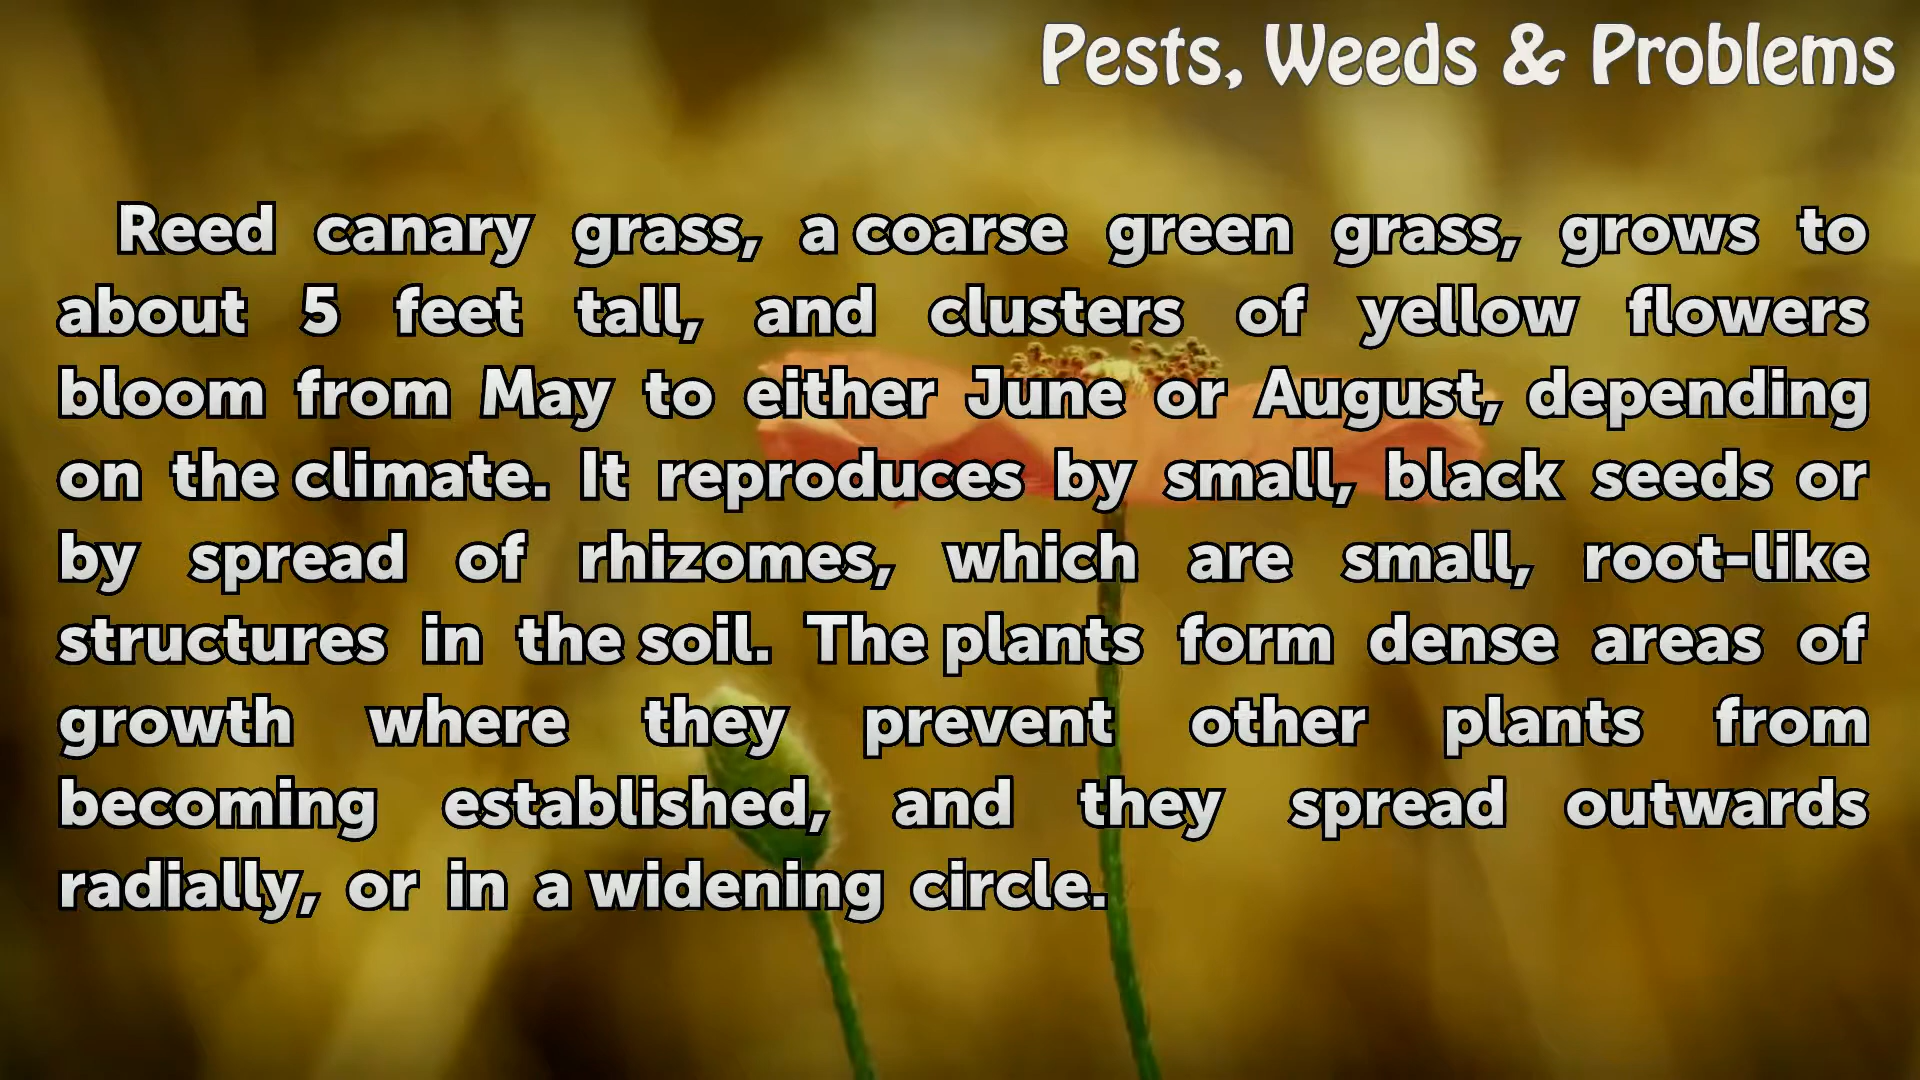 Pests, Weeds & Problems
Reed canary grass, a coarse green grass, grows to
about 5 feet tall, and clusters of yellow flowers
bloom from May to either June or August, depending
on the climate. It reproduces by small, black seeds or
by spread of rhizomes, which are small, root-like
structures in the soil. The plants form dense areas of
growth where they prevent other plants from
becoming established, and they spread outwards
radially, or in a widening circle.